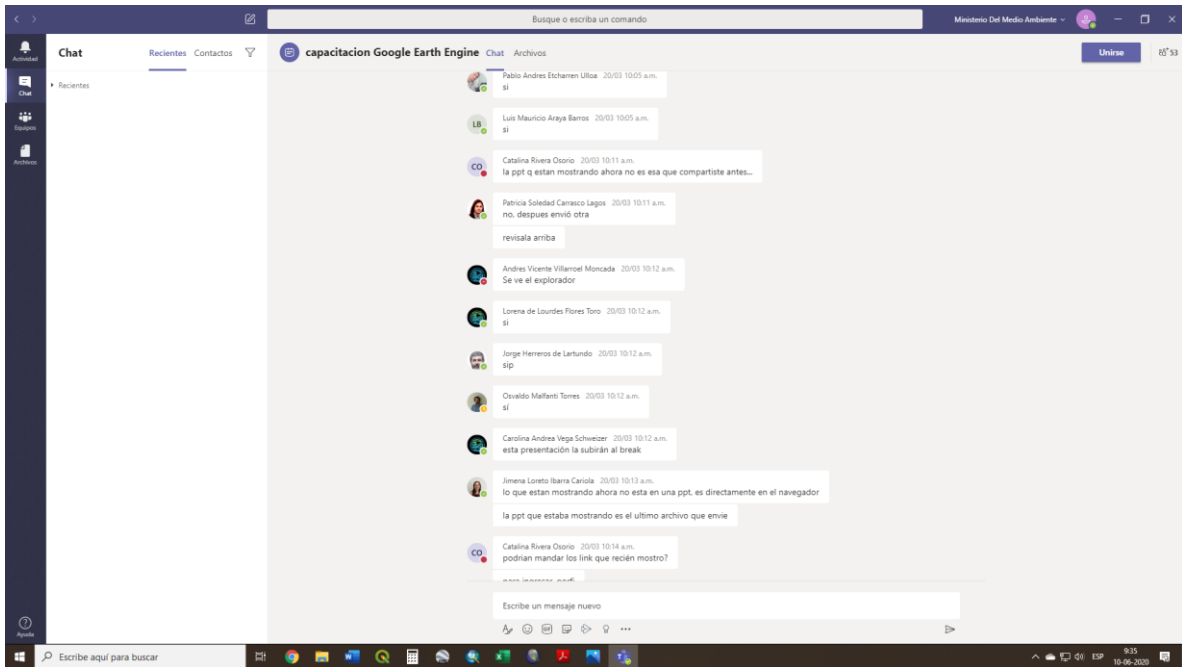 Busque o escriba un comando
Ministerio Del Medio Ambiente
Actividad
Chat
Equipos
Archivos
Ayuda
Chat
Recientes Contactos
Recientes
capacitacion Google Earth Engine Chat Archivos
Unirse
53
Pablo Andres Etcharren Ulloa 20/03 10:05 a.m.
si
LB
Luis Mauricio Araya Barros 20/03 10:05 a.m.
si
CO
Catalina Rivera Osorio 20/03 10:11 a.m.
la ppt q estan mostrando ahora no es esa que compartiste antes...
Patricia Soledad Carrasco Lagos 20/03 10:11 a.m.
no, despues envió otra
revisala arriba
Andres Vicente Villarroel Moncada 20/03 10:12 a.m.
Se ve el explorador
Lorena de Lourdes Flores Toro 20/03 10:12 a.m.
si
Jorge Herreros de Lartundo 20/03 10:12 a.m.
sip
Osvaldo Malfanti Torres 20/03 10:12 a.m.
sí
Carolina Andrea Vega Schweizer 20/03 10:12 a.m.
esta presentación la subirán al break
Jimena Loreto Ibarra Cariola 20/03 10:13 a.m.
lo que estan mostrando ahora no esta en una ppt, es directamente en el navegador
la ppt que estaba mostrando es el ultimo archivo que envie
CO
Catalina Rivera Osorio 20/03 10:14 a.m.
podrian mandar los link que recién mostro?
para ingresar, porfi
Escribe un mensaje nuevo
Escribe aquí para buscar
ESP
9:35
10-06-2020